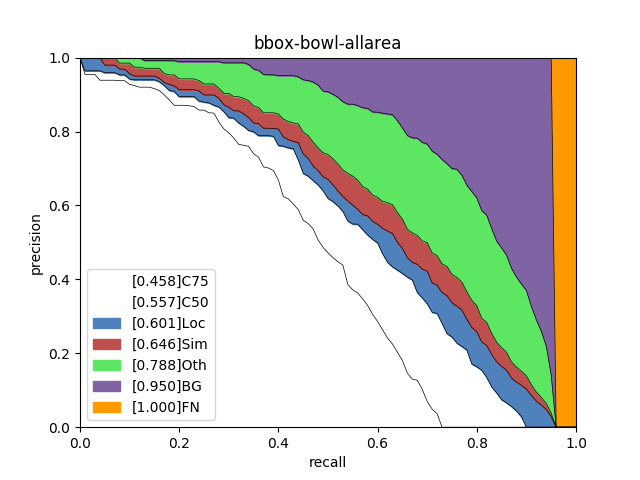 bbox-bowl-allarea
precision
1.0
0.8
0.6
0.4
0.2
0.0
[0.458]C75
[0.557]C50
[0.601]Loc
[0.646]Sim
[0.788]Oth
[0.950]BG
[1.000]FN
0.0 0.2 0.4 0.6 0.8 1.0
recall